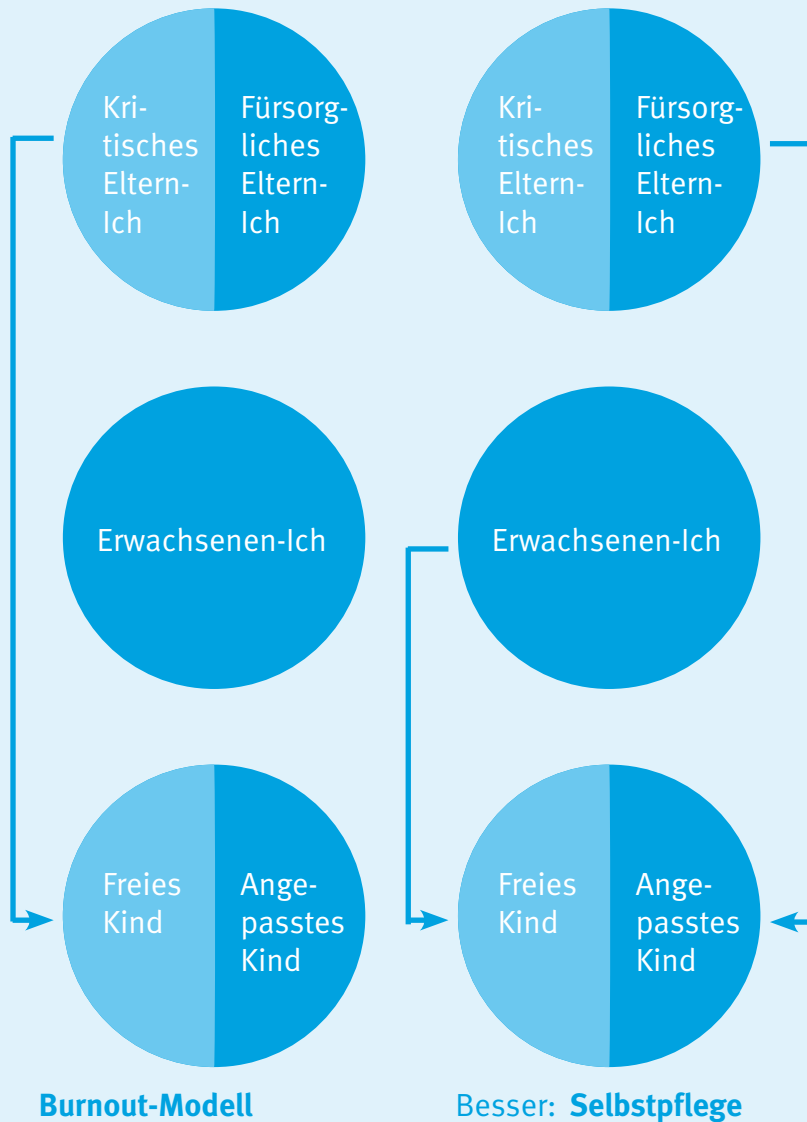 Kri-
tisches
Eltern-
Ich
Fürsorg-
liches
Eltern-
Ich
Kri-
tisches
Eltern-
Ich
Fürsorg-
liches
Eltern-
Ich
Erwachsenen-Ich
Erwachsenen-Ich
Freies
Kind
Ange-
passtes
Kind
Freies
Kind
Ange-
passtes
Kind
Burnout-Modell
Besser: Selbstpflege